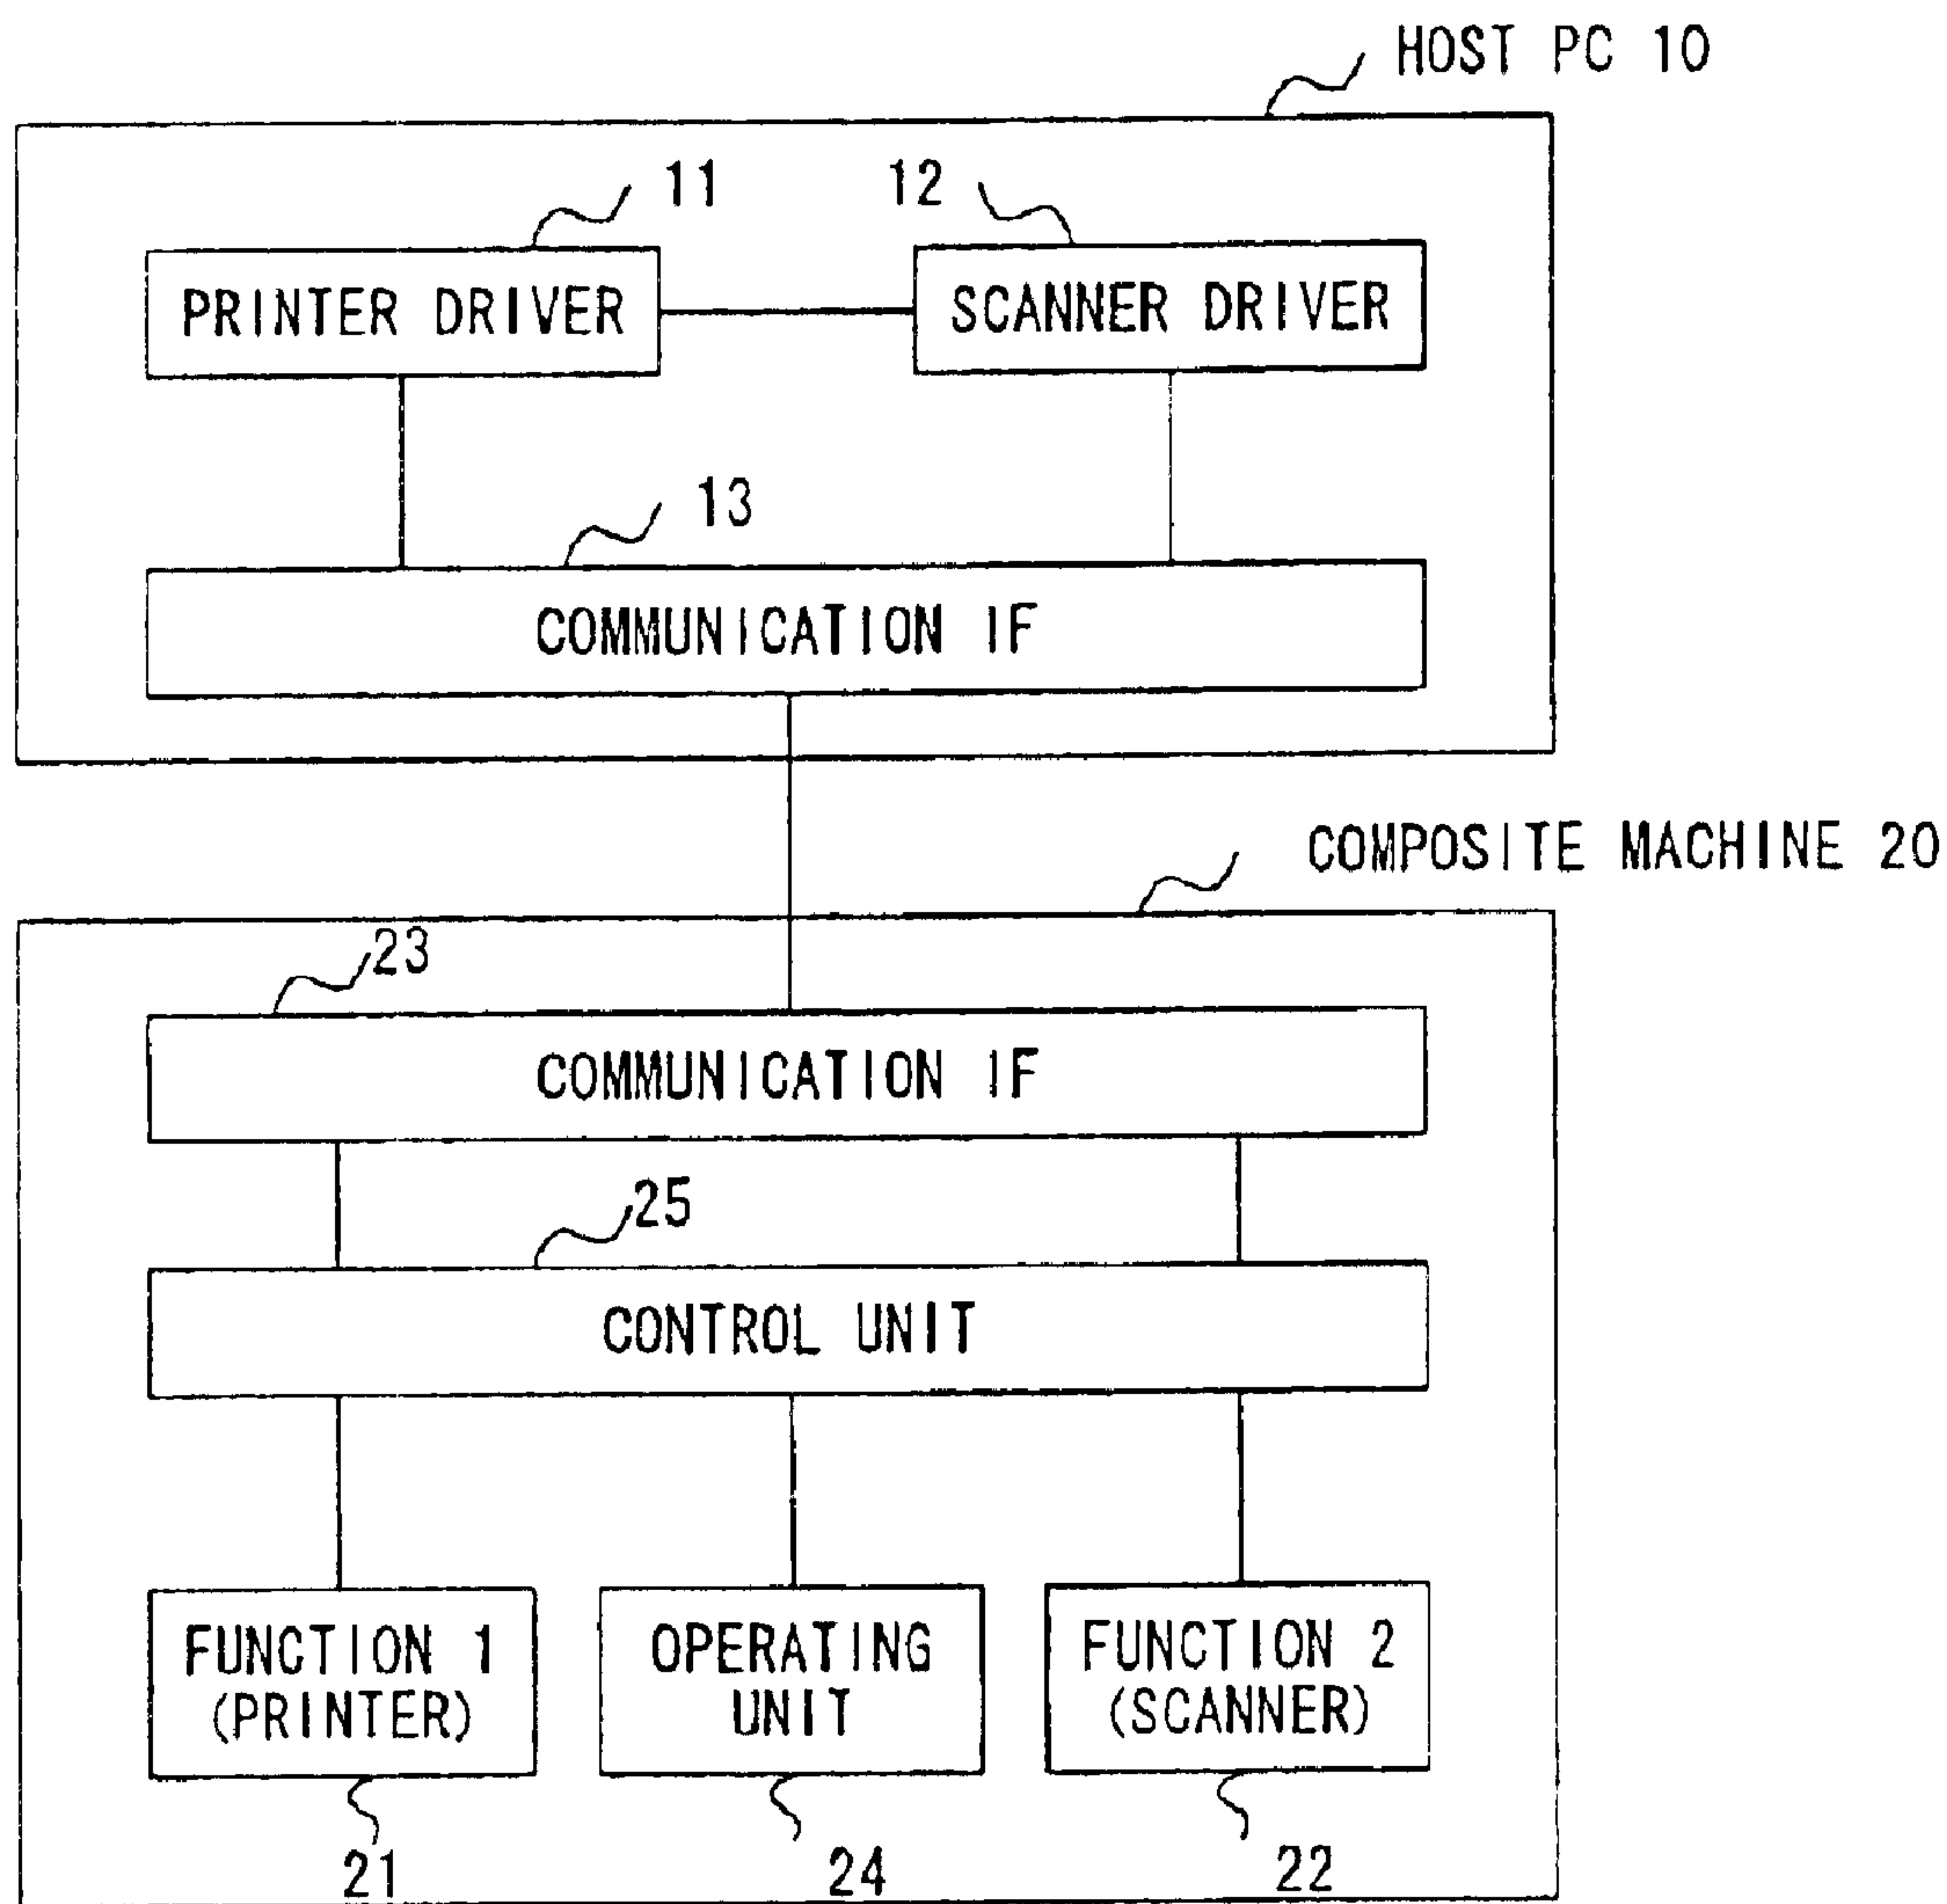 HOST PC 10
11
12
PRINTER DRIVER
SCANNER DRIVER
13
COMMUNICATION IF
COMPOSITE MACHINE 20
23
COMMUNICATION IF
25
CONTROL UNIT
FUNCTION 1
(PRINTER)
OPERATING
UNIT
FUNCTION 2
(SCANNER)
21
24
22